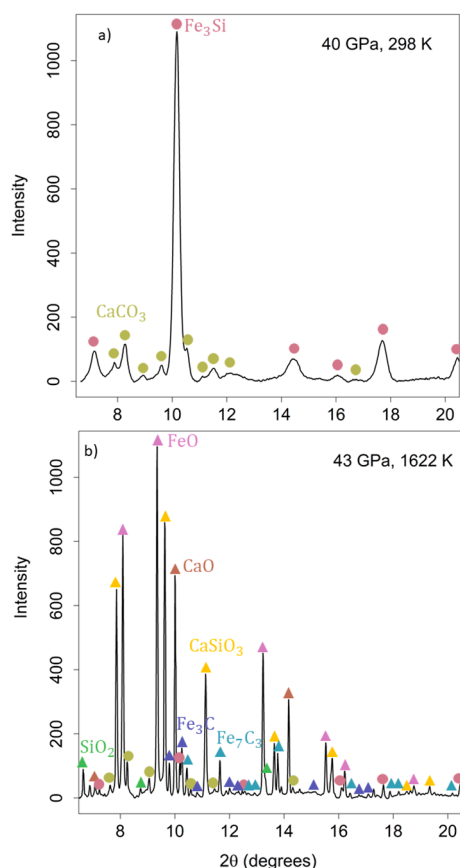 a)
Fe₃Si
40 GPa, 298 K
CaCO₃
Intensity
0
200
400
600
800
1000
8
10
12
14
16
18
20
b)
FeO
43 GPa, 1622 K
CaO
CaSiO₃
Fe₃C
Fe₇C₃
SiO₂
Intensity
0
200
400
600
800
1000
8
10
12
14
16
18
20
2θ (degrees)